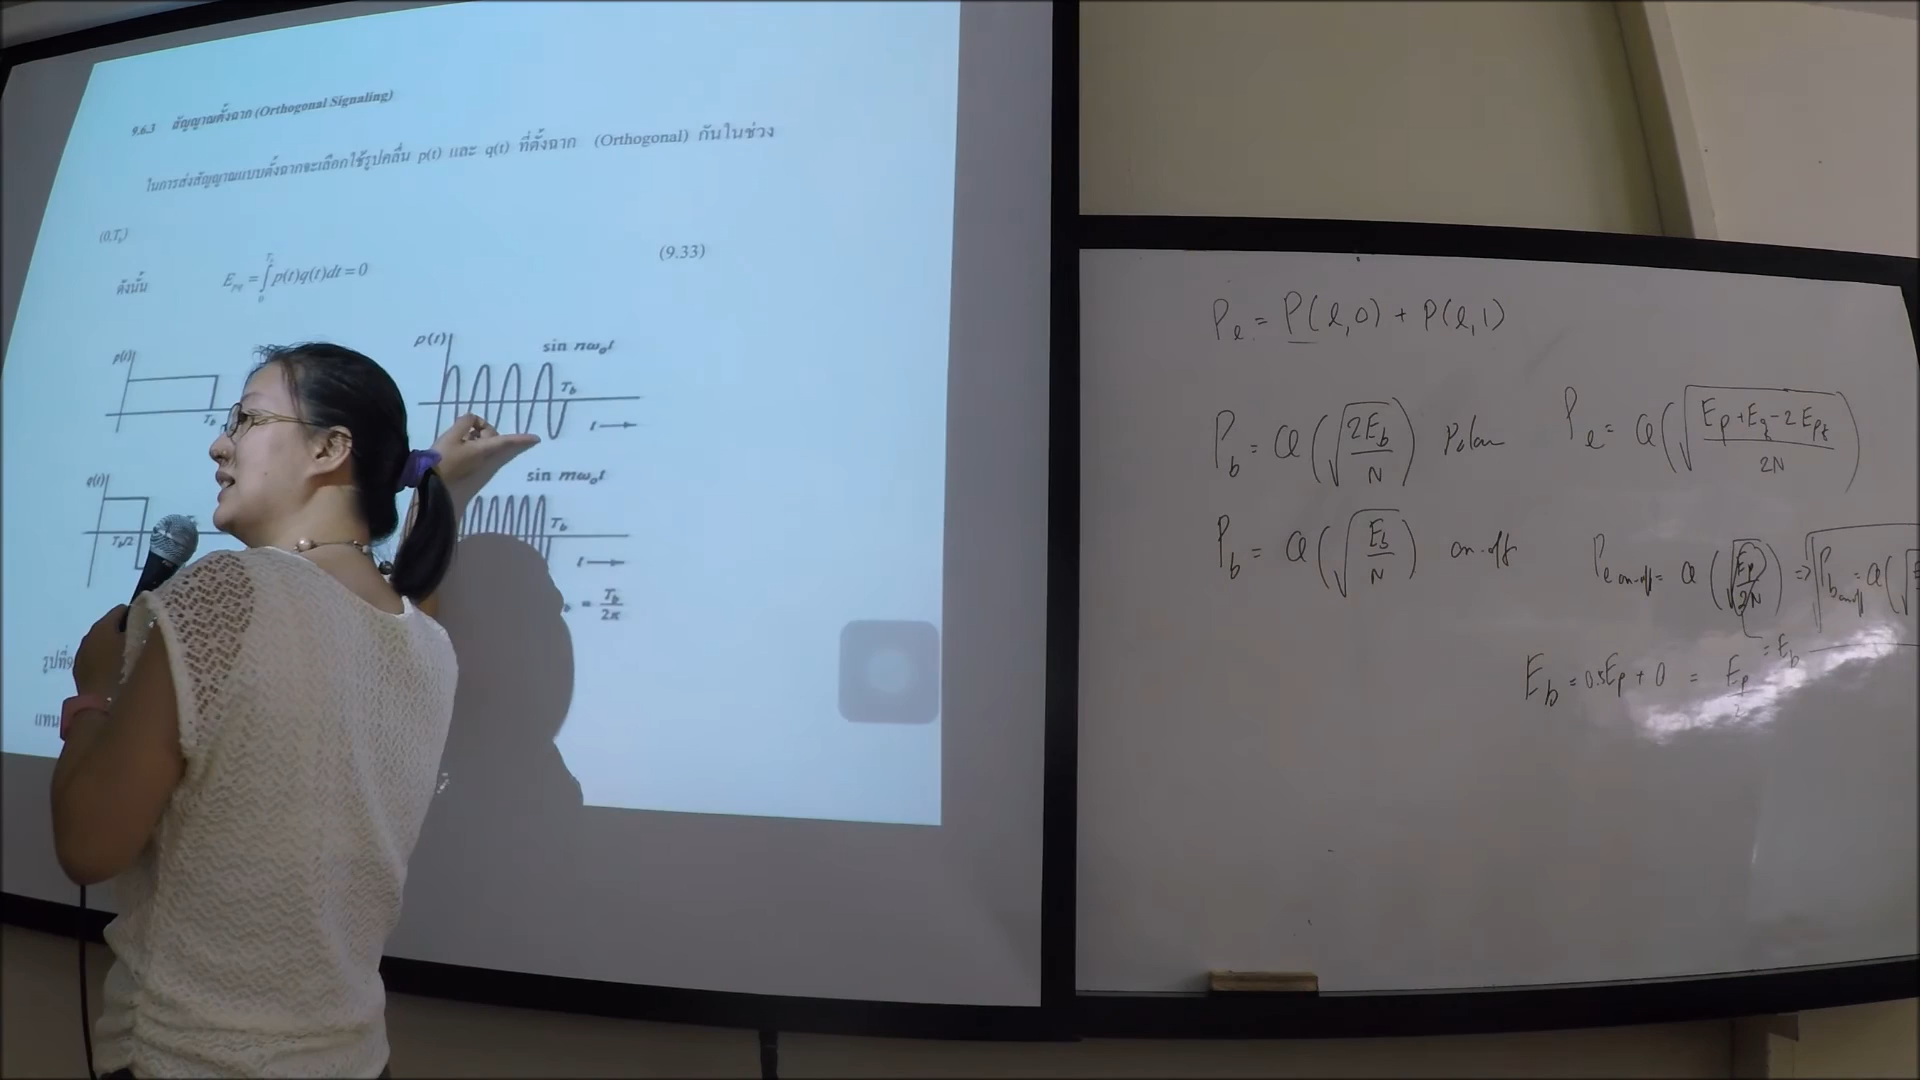 9.6.3 สัญญาณตั้งฉาก (Orthogonal Signaling)
ในการส่งสัญญาณแบบตั้งฉากจะเลือกใช้รูปคลื่น p(t) และ q(t) ที่ตั้งฉาก (Orthogonal) กันในช่วง
(0,T_b)
ดังนั้น E_pq = ∫_0^{T_b} p(t)q(t)dt = 0 (9.33)
p(t)
T_b
p(t)
sin nω_o t
T_b
t
q(t)
T_b/2
sin mω_o t
T_b
t
= T_b/2π
รูปที่
แทน
P_e = P(e,0) + P(e,1)
P_b = Q(√(2E_b/N)) Polar
P_e = Q(√((E_p+E_q-2E_pq)/2N))
P_b = Q(√(E_b/N)) on-off
P_e on-off = Q(√(E_p/2N)) => P_b on-off = Q(√
= E_b
E_b = 0.5E_p + 0 = E_p/2